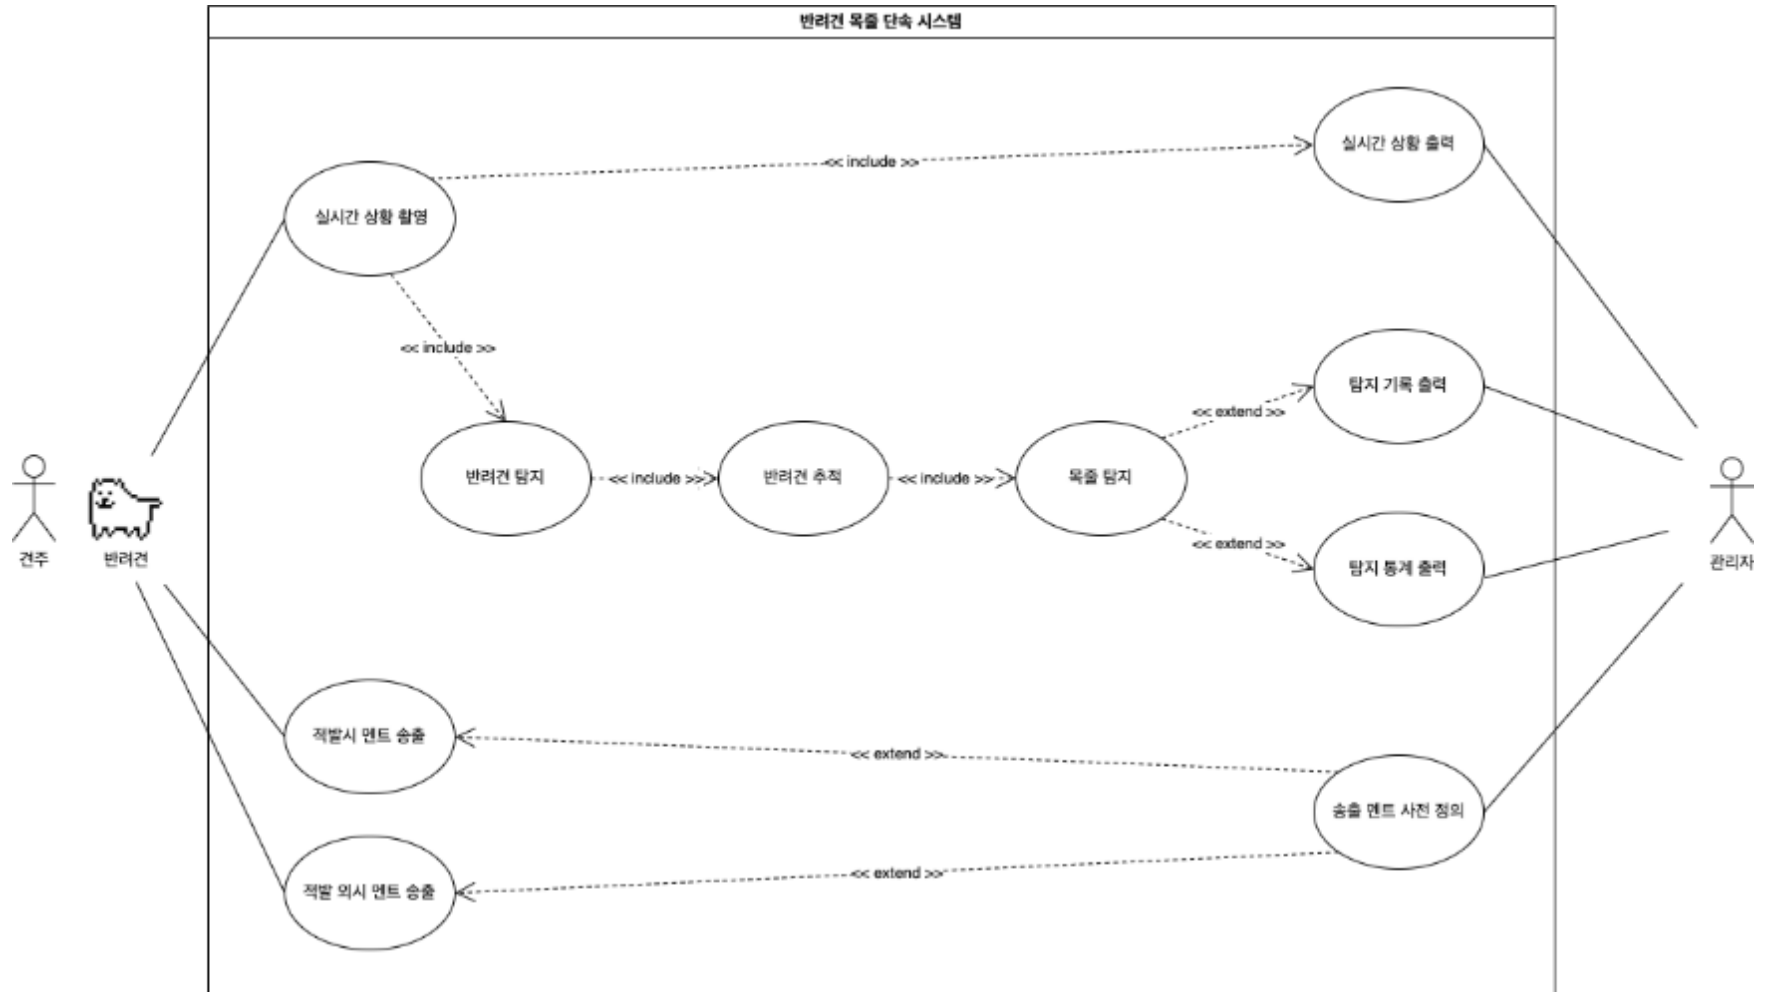 반려견 목줄 단속 시스템
실시간 상황 출력
<< include >>
실시간 상황 촬영
<< include >>
탐지 기록 출력
<< extend >>
반려견 탐지
<< include >>
반려견 추적
<< include >>
목줄 탐지
<< extend >>
탐지 통계 출력
견주
반려견
관리자
적발시 멘트 송출
<< extend >>
송출 멘트 사전 정의
<< extend >>
적발 외시 멘트 송출